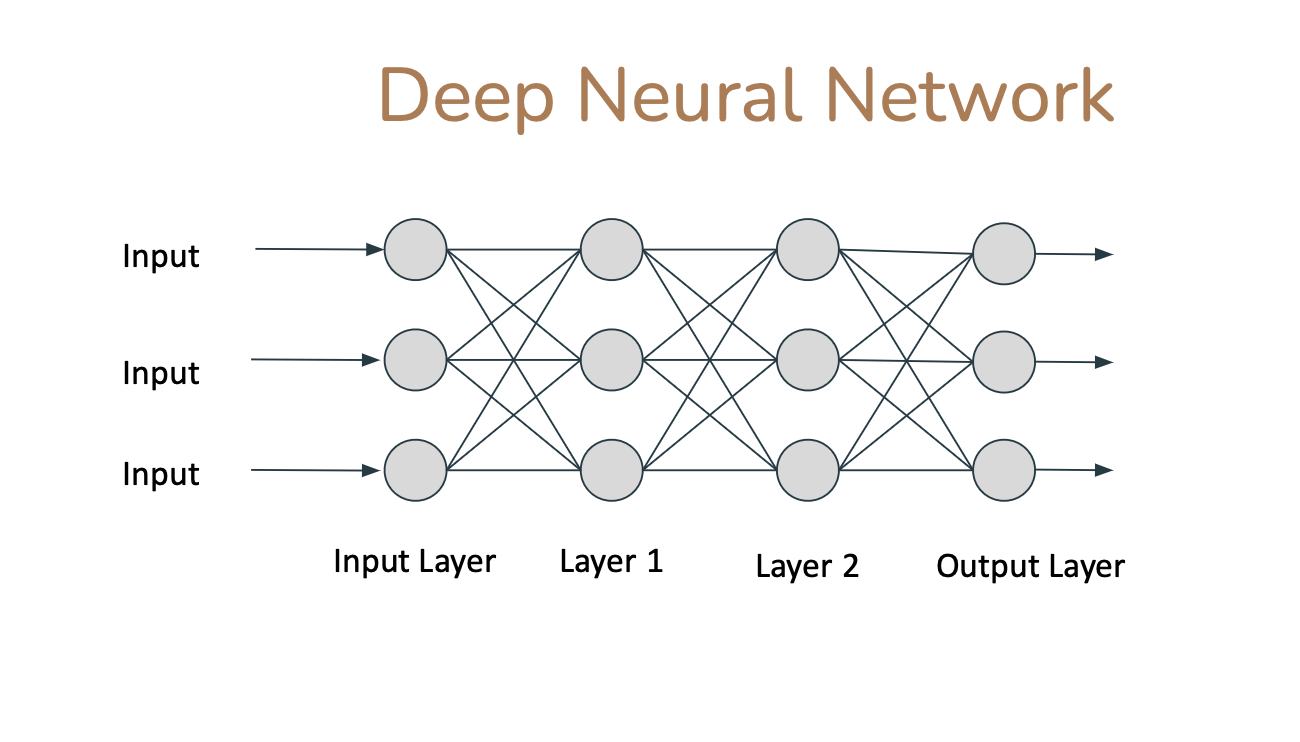 Deep Neural Network
Input
Input
Input
Input Layer
Layer 1
Layer 2
Output Layer